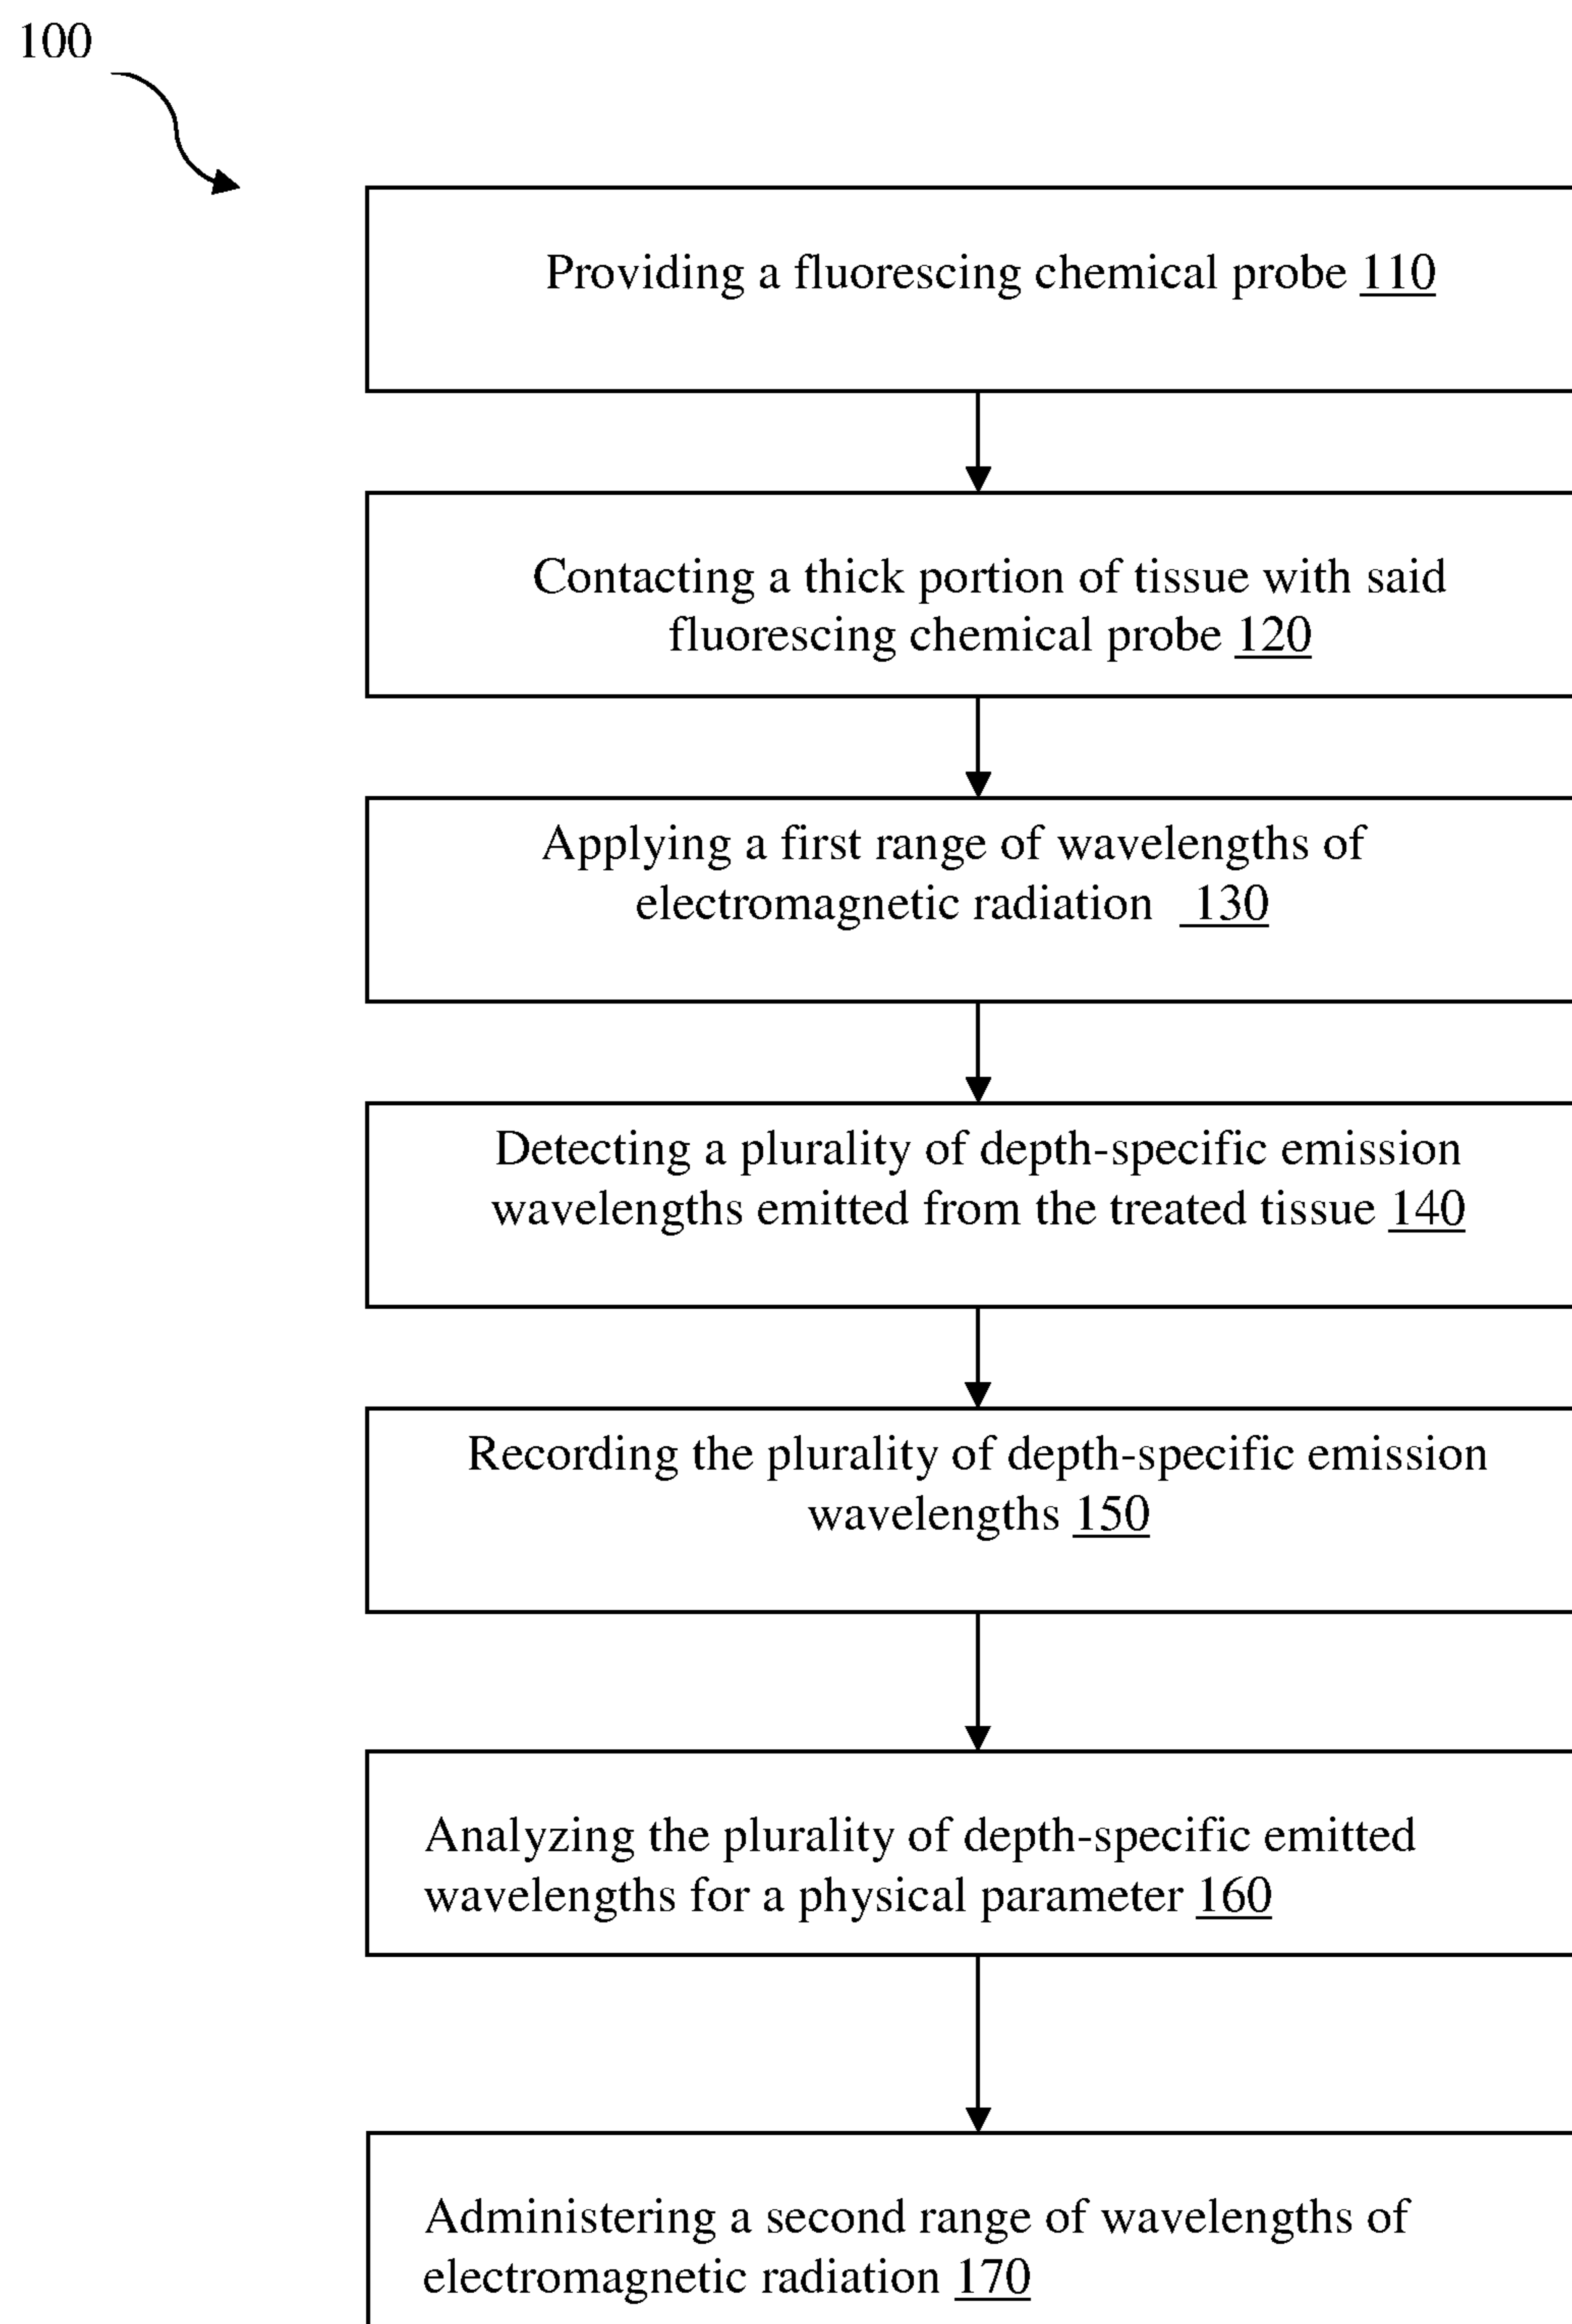 100
Providing a fluorescing chemical probe 110
Contacting a thick portion of tissue with said
fluorescing chemical probe 120
Applying a first range of wavelengths of
electromagnetic radiation 130
Detecting a plurality of depth-specific emission
wavelengths emitted from the treated tissue 140
Recording the plurality of depth-specific emission
wavelengths 150
Analyzing the plurality of depth-specific emitted
wavelengths for a physical parameter 160
Administering a second range of wavelengths of
electromagnetic radiation 170